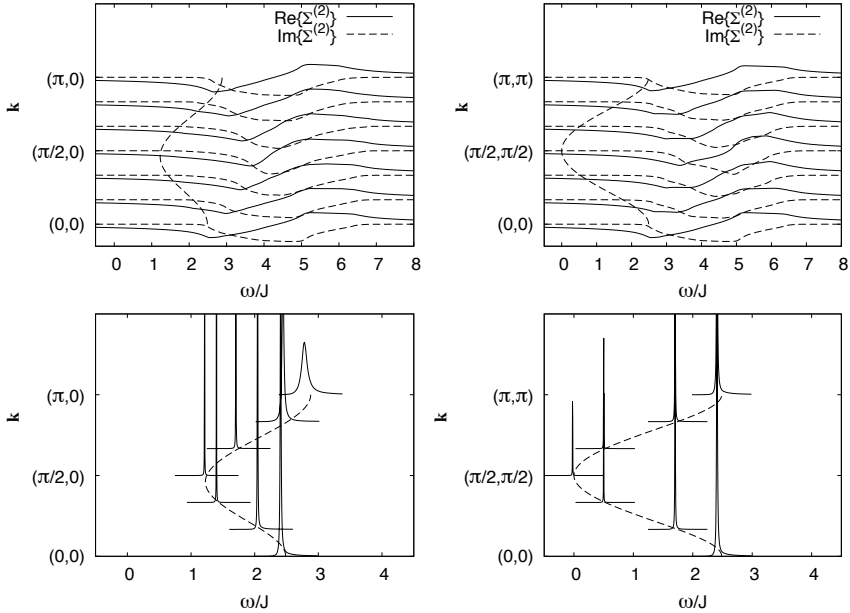 Re{Σ(2)}
Im{Σ(2)}
k
(π,0)
(π/2,0)
(0,0)
0 1 2 3 4 5 6 7 8
ω/J
Re{Σ(2)}
Im{Σ(2)}
k
(π,π)
(π/2,π/2)
(0,0)
0 1 2 3 4 5 6 7 8
ω/J
k
(π,0)
(π/2,0)
(0,0)
0 1 2 3 4
ω/J
k
(π,π)
(π/2,π/2)
(0,0)
0 1 2 3 4
ω/J